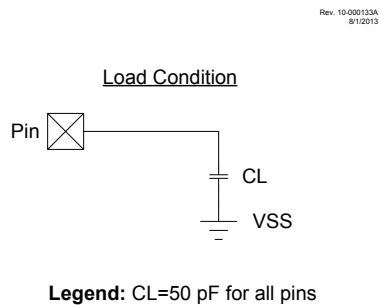 Rev. 10-000133A
8/1/2013
Load Condition
Pin
CL
VSS
Legend: CL=50 pF for all pins